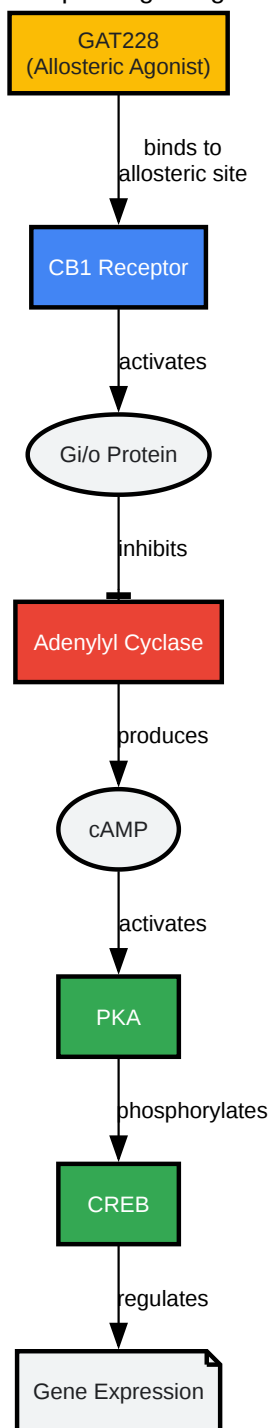 GAT228
(Allosteric Agonist)
binds to
allosteric site
CB1 Receptor
activates
Gi/o Protein
inhibits
Adenylyl Cyclase
produces
cAMP
activates
PKA
phosphorylates
CREB
regulates
Gene Expression